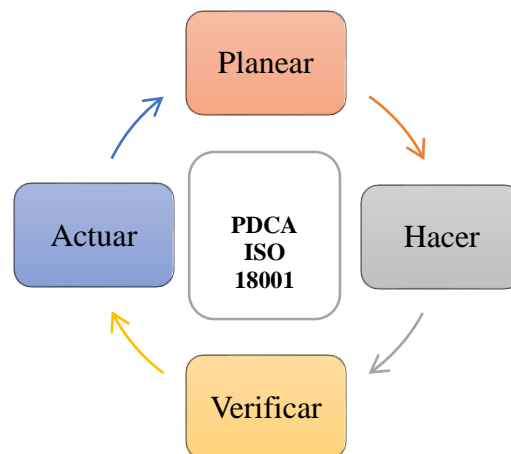 Planear
Actuar
PDCA
ISO
18001
Hacer
Verificar